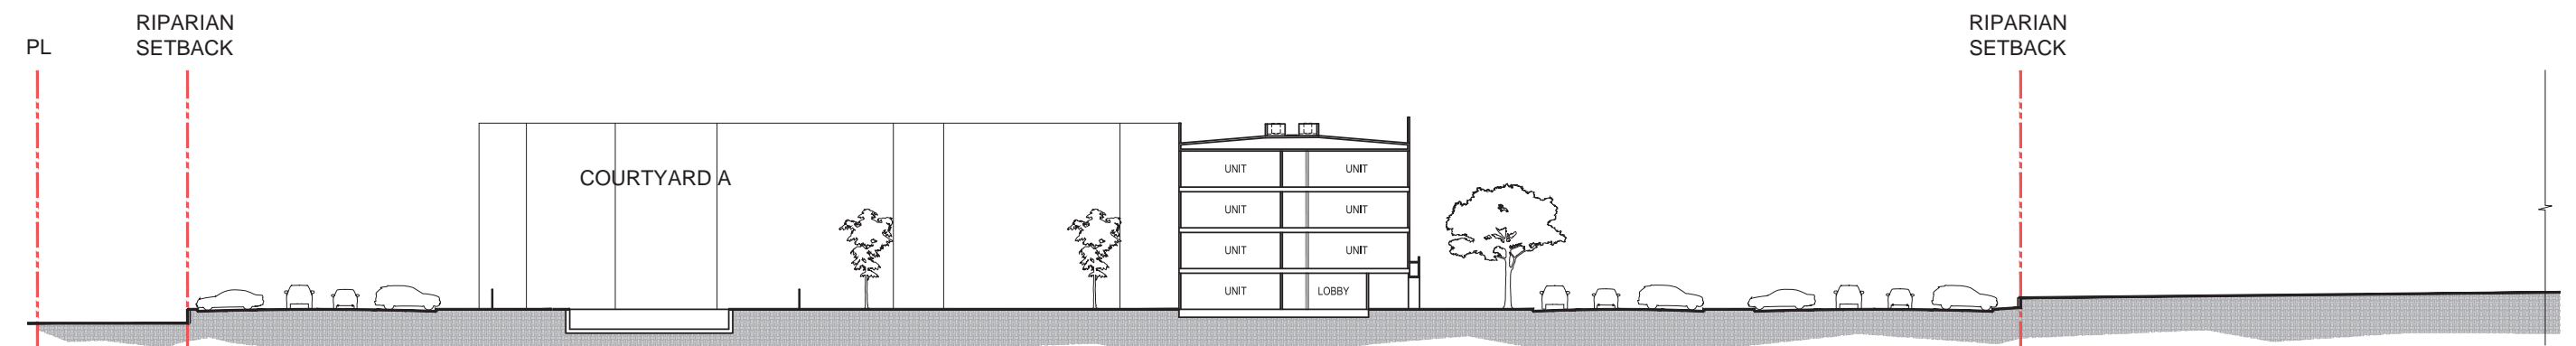 PL
RIPARIAN
SETBACK
RIPARIAN
SETBACK
COURTYARD A
UNIT UNIT
UNIT UNIT
UNIT UNIT
UNIT LOBBY